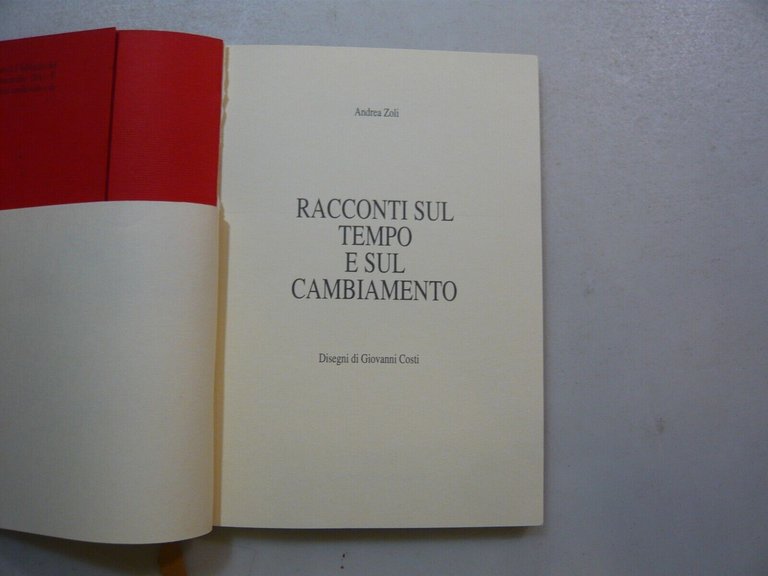 Andrea Zoli
RACCONTI SUL
TEMPO
E SUL
CAMBIAMENTO
Disegni di Giovanni Costi